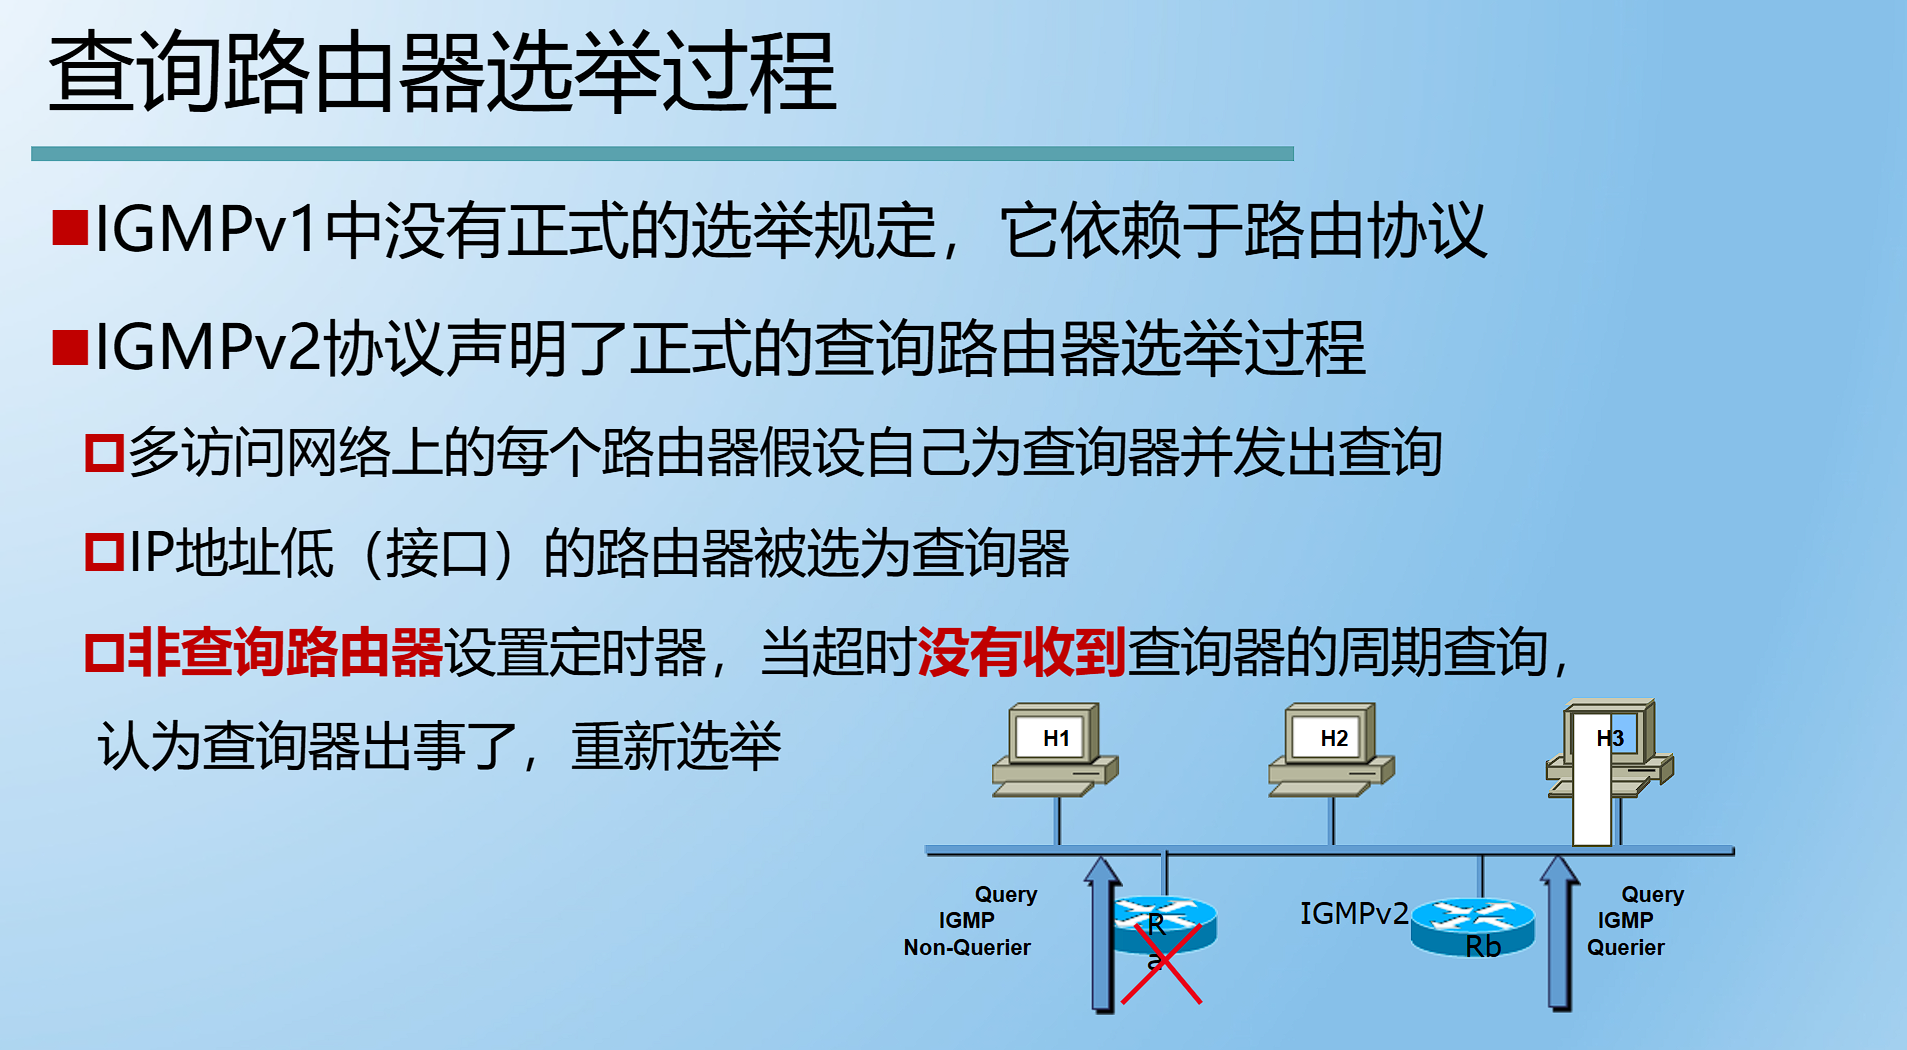 查询路由器选举过程
IGMPv1中没有正式的选举规定，它依赖于路由协议
IGMPv2协议声明了正式的查询路由器选举过程
多访问网络上的每个路由器假设自己为查询器并发出查询
IP地址低（接口）的路由器被选为查询器
非查询路由器设置定时器，当超时没有收到查询器的周期查询，
认为查询器出事了，重新选举
H1
H2
H3
Query
IGMP
Non-Querier
R
a
IGMPv2
Rb
Query
IGMP
Querier